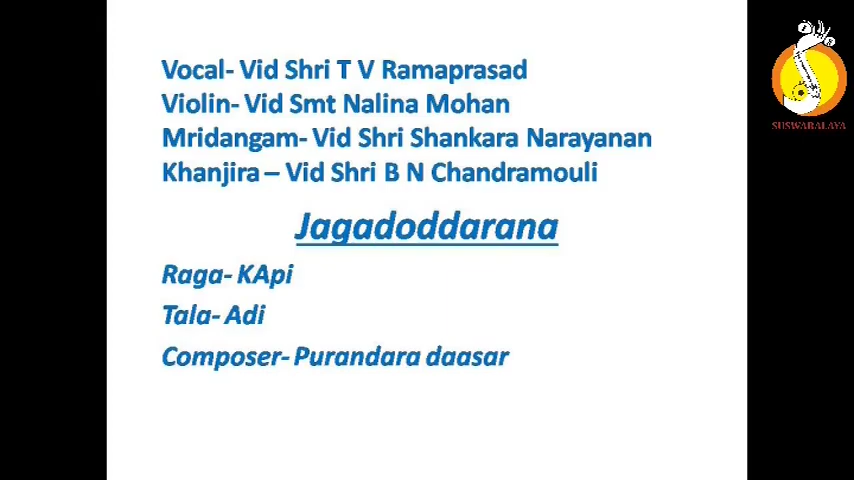 Vocal- Vid Shri T V Ramaprasad
Violin- Vid Smt Nalina Mohan
Mridangam- Vid Shri Shankara Narayanan
Khanjira – Vid Shri B N Chandramouli
Jagadoddarana
Raga- KApi
Tala- Adi
Composer- Purandara daasar
SUSWARALAYA